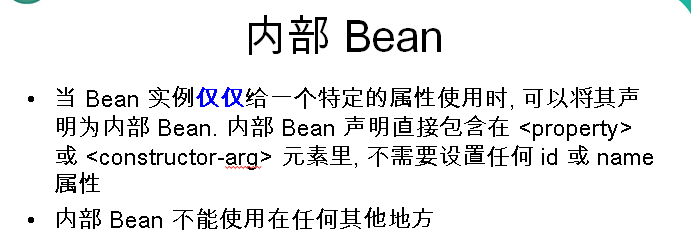 内部 Bean
• 当 Bean 实例仅仅给一个特定的属性使用时, 可以将其声
明为内部 Bean. 内部 Bean 声明直接包含在 <property>
或 <constructor-arg> 元素里, 不需要设置任何 id 或 name
属性
• 内部 Bean 不能使用在任何其他地方